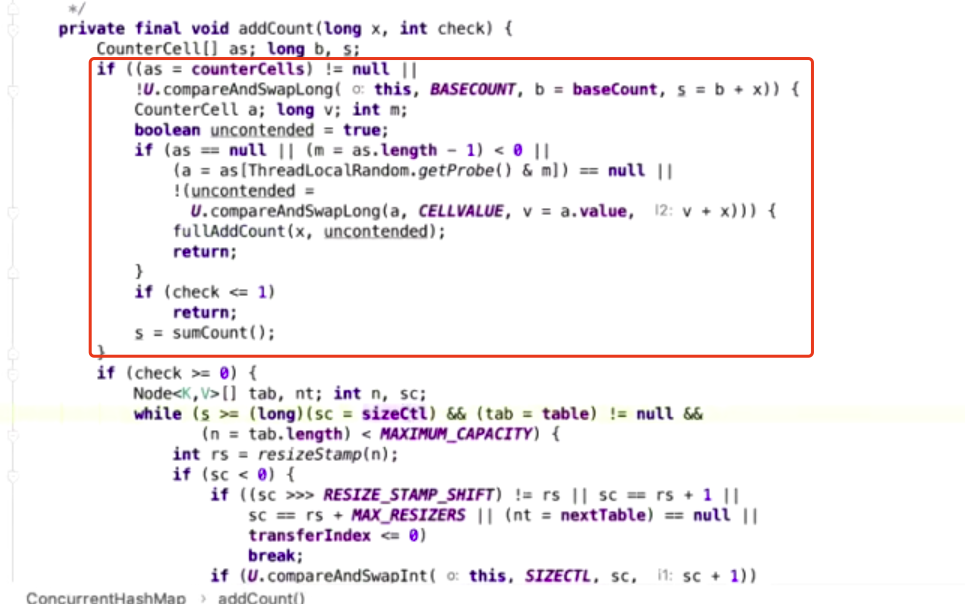 */
private final void addCount(long x, int check) {
CounterCell[] as; long b, s;
if ((as = counterCells) != null ||
!U.compareAndSwapLong( o: this, BASECOUNT, b = baseCount, s = b + x)) {
CounterCell a; long v; int m;
boolean uncontended = true;
if (as == null || (m = as.length - 1) < 0 ||
(a = as[ThreadLocalRandom.getProbe() & m]) == null ||
!(uncontended =
U.compareAndSwapLong(a, CELLVALUE, v = a.value, l2: v + x))) {
fullAddCount(x, uncontended);
return;
}
if (check <= 1)
return;
s = sumCount();
}
if (check >= 0) {
Node<K,V>[] tab, nt; int n, sc;
while (s >= (long)(sc = sizeCtl) && (tab = table) != null &&
(n = tab.length) < MAXIMUM_CAPACITY) {
int rs = resizeStamp(n);
if (sc < 0) {
if ((sc >>> RESIZE_STAMP_SHIFT) != rs || sc == rs + 1 ||
sc == rs + MAX_RESIZERS || (nt = nextTable) == null ||
transferIndex <= 0)
break;
if (U.compareAndSwapInt( o: this, SIZECTL, sc, i1: sc + 1))
ConcurrentHashMap › addCount()